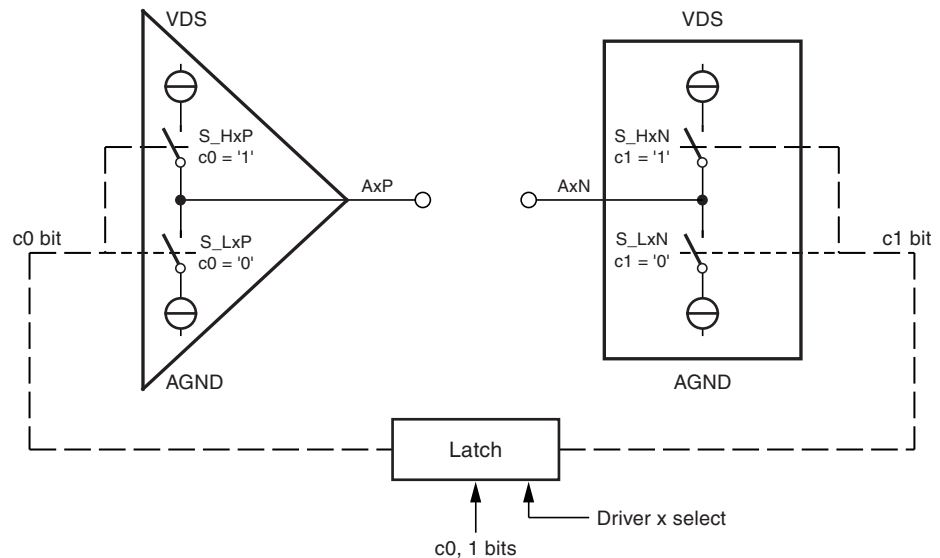 VDS
VDS
S_HxP
c0 = '1'
S_HxN
c1 = '1'
AxP
AxN
c0 bit
S_LxP
c0 = '0'
S_LxN
c1 = '0'
c1 bit
AGND
AGND
Latch
Driver x select
c0, 1 bits